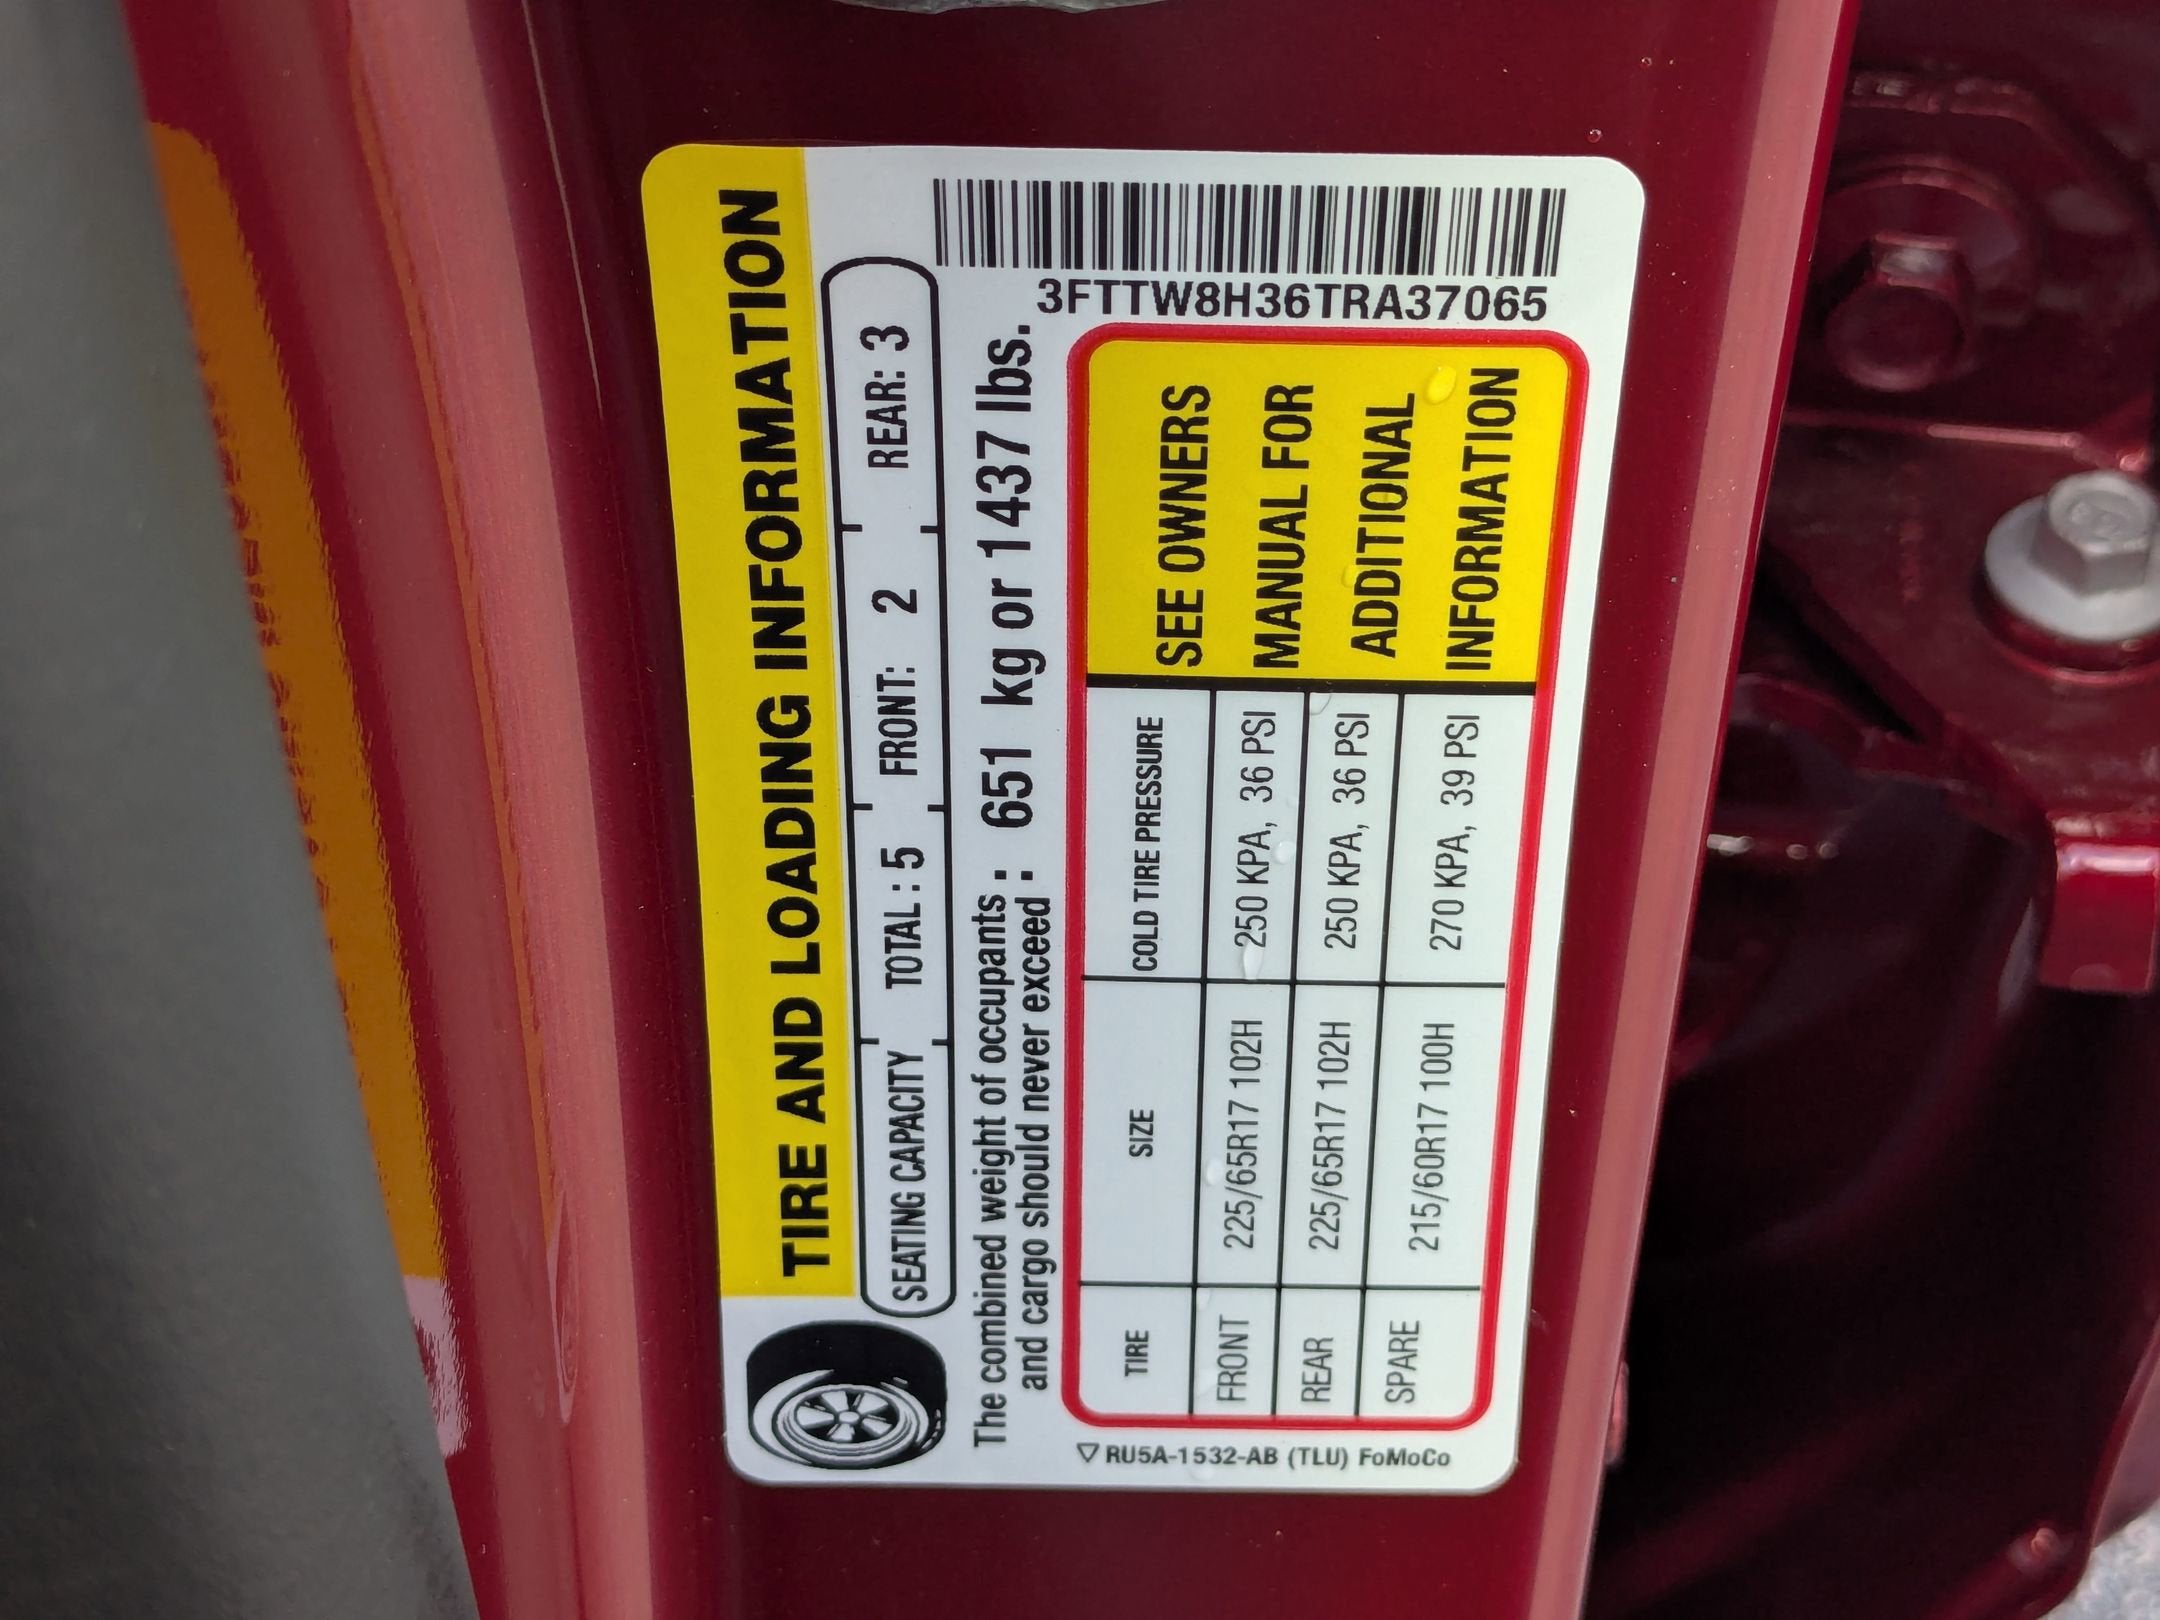 TIRE AND LOADING INFORMATION
SEATING CAPACITY TOTAL : 5 FRONT: 2 REAR: 3
The combined weight of occupants : 651 kg or 1437 lbs.
and cargo should never exceed :
TIRE SIZE COLD TIRE PRESSURE
FRONT 225/65R17 102H 250 KPA, 36 PSI
REAR 225/65R17 102H 250 KPA, 36 PSI
SPARE 215/60R17 100H 270 KPA, 39 PSI
SEE OWNERS
MANUAL FOR
ADDITIONAL
INFORMATION
3FTTW8H36TRA37065
RU5A-1532-AB (TLU) FoMoCo